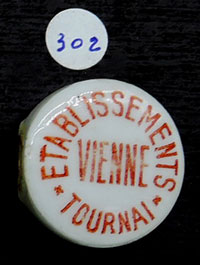 302
★ ETABLISSEMENTS ★
VIENNE
TOURNAI